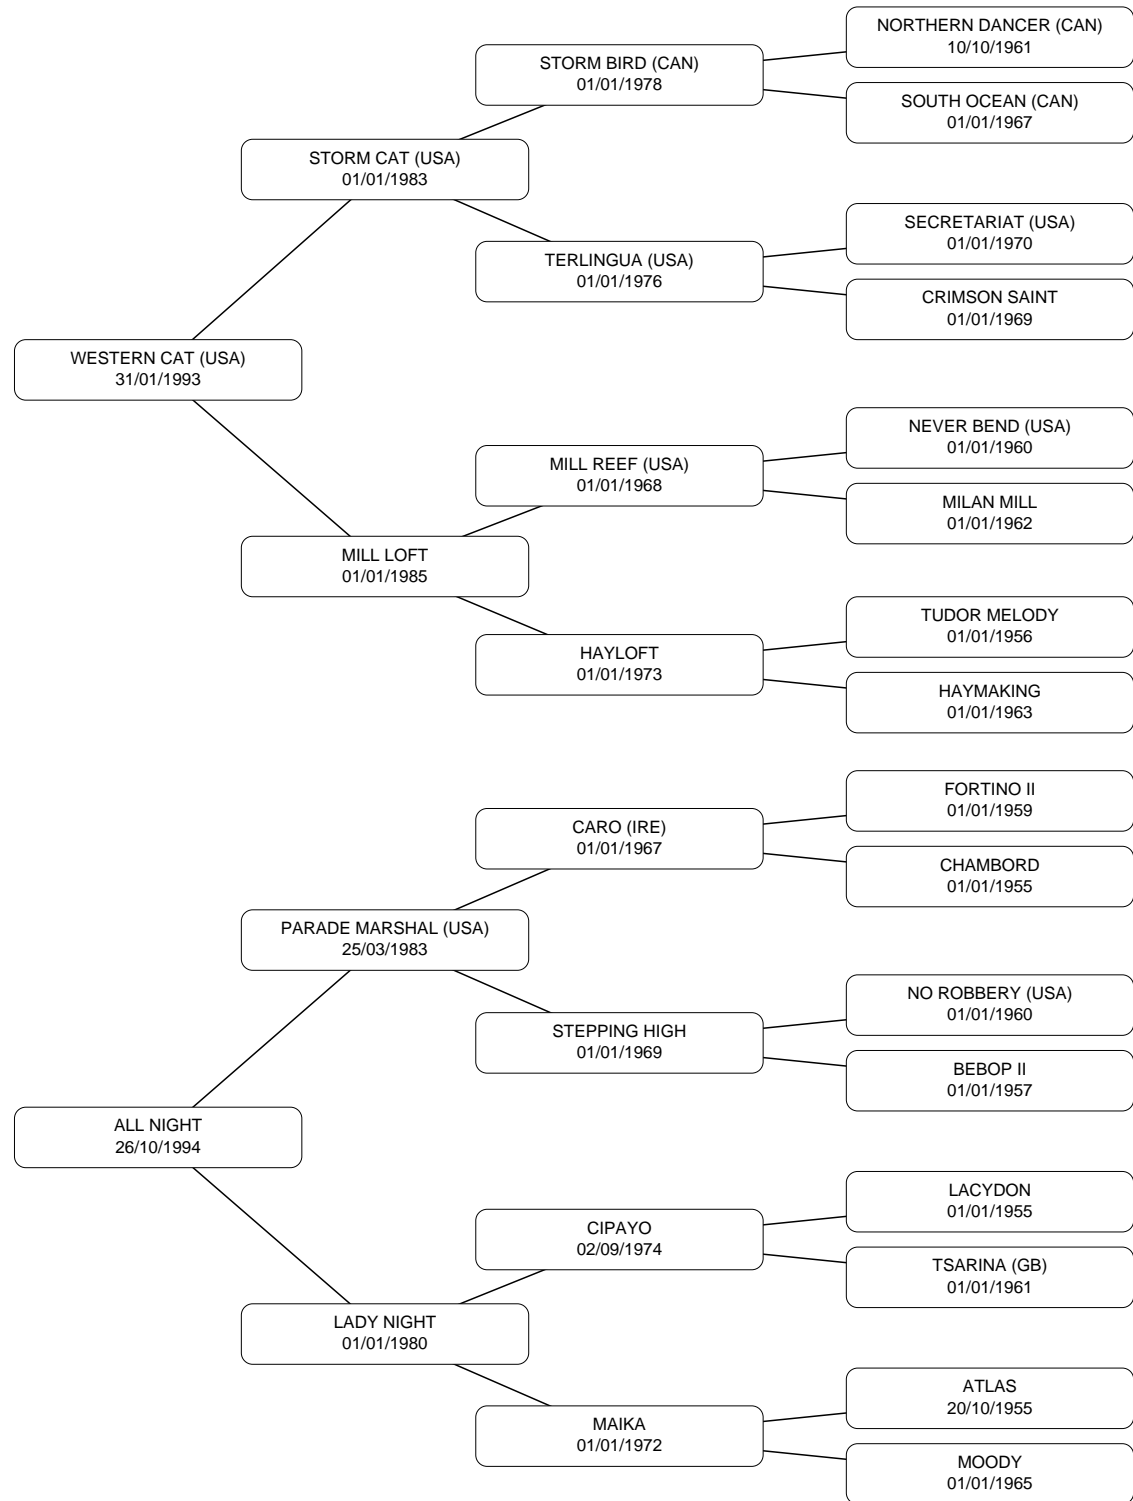 NORTHERN DANCER (CAN)
10/10/1961
STORM BIRD (CAN)
01/01/1978
SOUTH OCEAN (CAN)
01/01/1967
STORM CAT (USA)
01/01/1983
SECRETARIAT (USA)
01/01/1970
TERLINGUA (USA)
01/01/1976
CRIMSON SAINT
01/01/1969
WESTERN CAT (USA)
31/01/1993
NEVER BEND (USA)
01/01/1960
MILL REEF (USA)
01/01/1968
MILAN MILL
01/01/1962
MILL LOFT
01/01/1985
TUDOR MELODY
01/01/1956
HAYLOFT
01/01/1973
HAYMAKING
01/01/1963
FORTINO II
01/01/1959
CARO (IRE)
01/01/1967
CHAMBORD
01/01/1955
PARADE MARSHAL (USA)
25/03/1983
NO ROBBERY (USA)
01/01/1960
STEPPING HIGH
01/01/1969
BEBOP II
01/01/1957
ALL NIGHT
26/10/1994
LACYDON
01/01/1955
CIPAYO
02/09/1974
TSARINA (GB)
01/01/1961
LADY NIGHT
01/01/1980
ATLAS
20/10/1955
MAIKA
01/01/1972
MOODY
01/01/1965